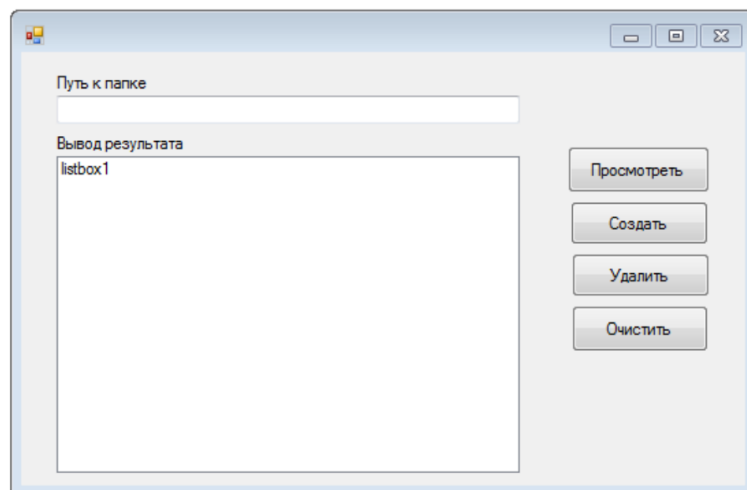 Путь к папке
Вывод результата
listbox1
Просмотреть
Создать
Удалить
Очистить